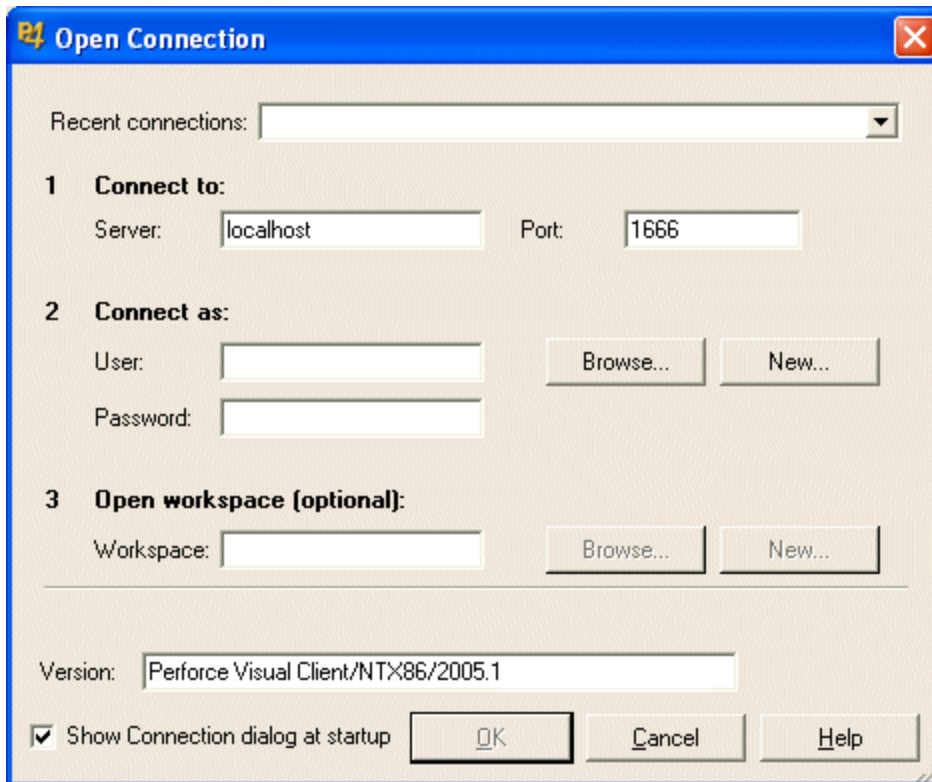 P4 Open Connection
Recent connections:
1 Connect to:
Server: localhost Port: 1666
2 Connect as:
User: Browse... New...
Password:
3 Open workspace (optional):
Workspace: Browse... New...
Version: Perforce Visual Client/NTX86/2005.1
Show Connection dialog at startup OK Cancel Help